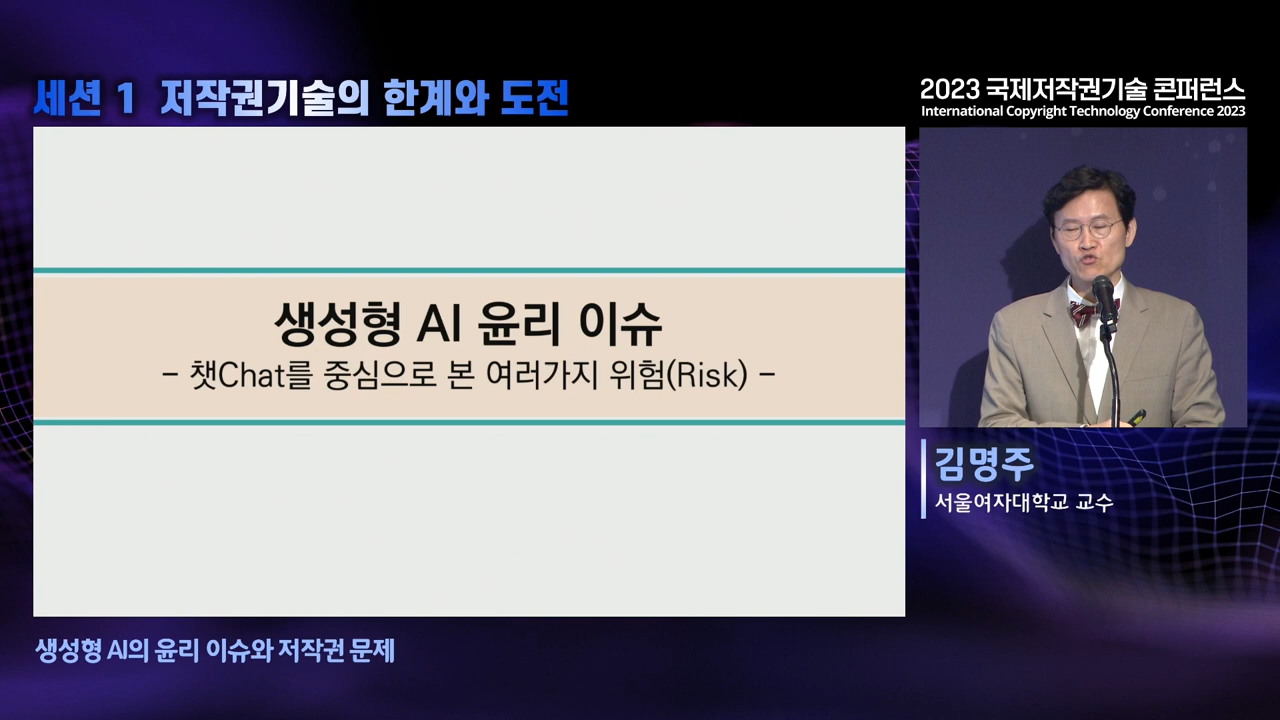 세션 1 저작권기술의 한계와 도전
2023 국제저작권기술 콘퍼런스
International Copyright Technology Conference 2023
생성형 AI 윤리 이슈
- 챗Chat를 중심으로 본 여러가지 위험(Risk) -
김명주
서울여자대학교 교수
생성형 AI의 윤리 이슈와 저작권 문제